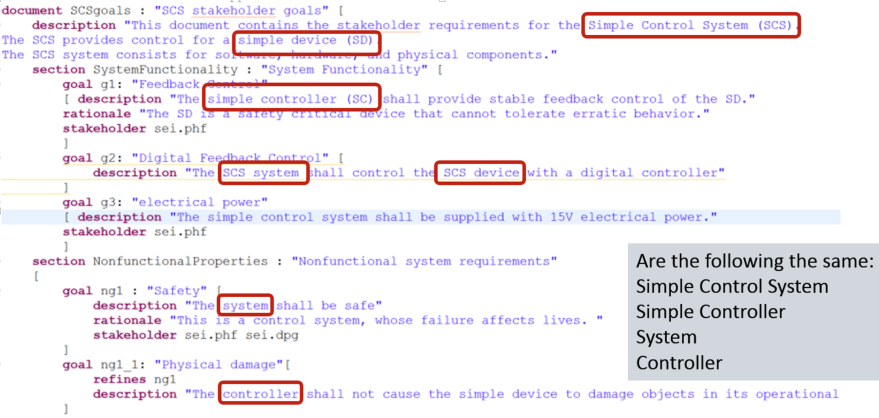 document SCSgoals : "SCS stakeholder goals" [
description "This document contains the stakeholder requirements for the Simple Control System (SCS).
The SCS provides control for a simple device (SD)
The SCS system consists for software, hardware, and physical components."
section SystemFunctionality : "System Functionality" [
goal g1: "Feedback Control"
[ description "The simple controller (SC) shall provide stable feedback control of the SD."
rationale "The SD is a safety critical device that cannot tolerate erratic behavior."
stakeholder sei.phf
]
goal g2: "Digital Feedback Control" [
description "The SCS system shall control the SCS device with a digital controller"
]
goal g3: "electrical power"
[ description "The simple control system shall be supplied with 15V electrical power."
stakeholder sei.phf
]
section NonfunctionalProperties : "Nonfunctional system requirements"
[
goal ng1 : "Safety" [
description "The system shall be safe"
rationale "This is a control system, whose failure affects lives. "
stakeholder sei.phf sei.dpg
]
goal ng1_1: "Physical damage"[
refines ng1
description "The controller shall not cause the simple device to damage objects in its operational
]
Are the following the same:
Simple Control System
Simple Controller
System
Controller